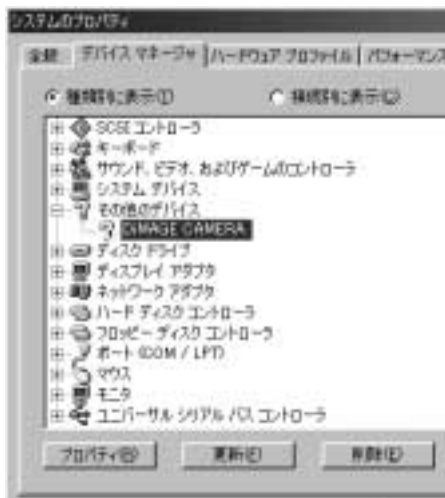 システムのプロパティ
全般 デバイス マネージャ ハードウェア プロファイル パフォーマンス
種類別に表示(T) 接続別に表示(C)
SCSI コントローラ
キーボード
サウンド、ビデオ、およびゲームのコントローラ
システム デバイス
その他のデバイス
DiMAGE CAMERA
ディスク ドライブ
ディスプレイ アダプタ
ネットワーク アダプタ
ハード ディスク コントローラ
フロッピー ディスク コントローラ
ポート (COM / LPT)
マウス
モニタ
ユニバーサル シリアル バス コントローラ
プロパティ(R) 更新(F) 削除(E)